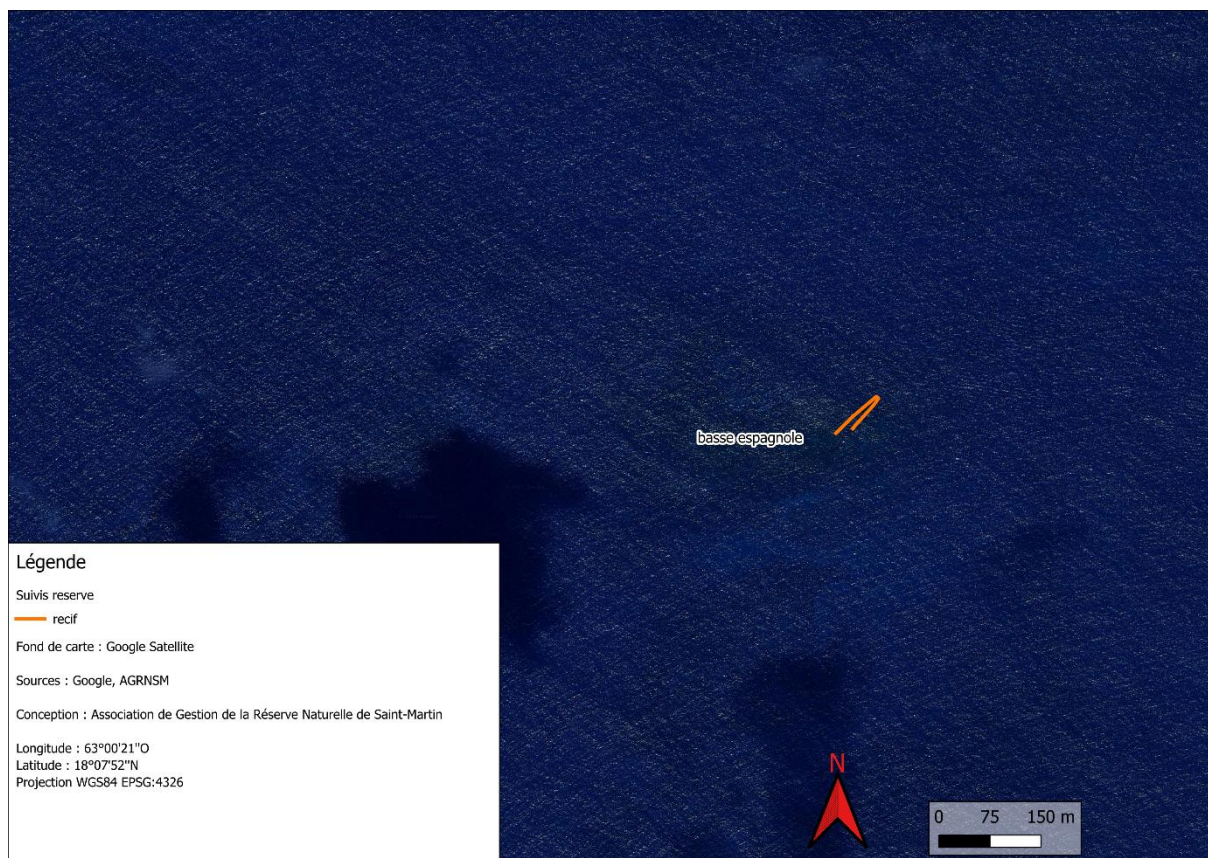 basse espagnole
Légende
Suivis reserve
recif
Fond de carte : Google Satellite
Sources : Google, AGRNSM
Conception : Association de Gestion de la Réserve Naturelle de Saint-Martin
Longitude : 63°00'21"O
Latitude : 18°07'52"N
Projection WGS84 EPSG:4326
N
0 75 150 m